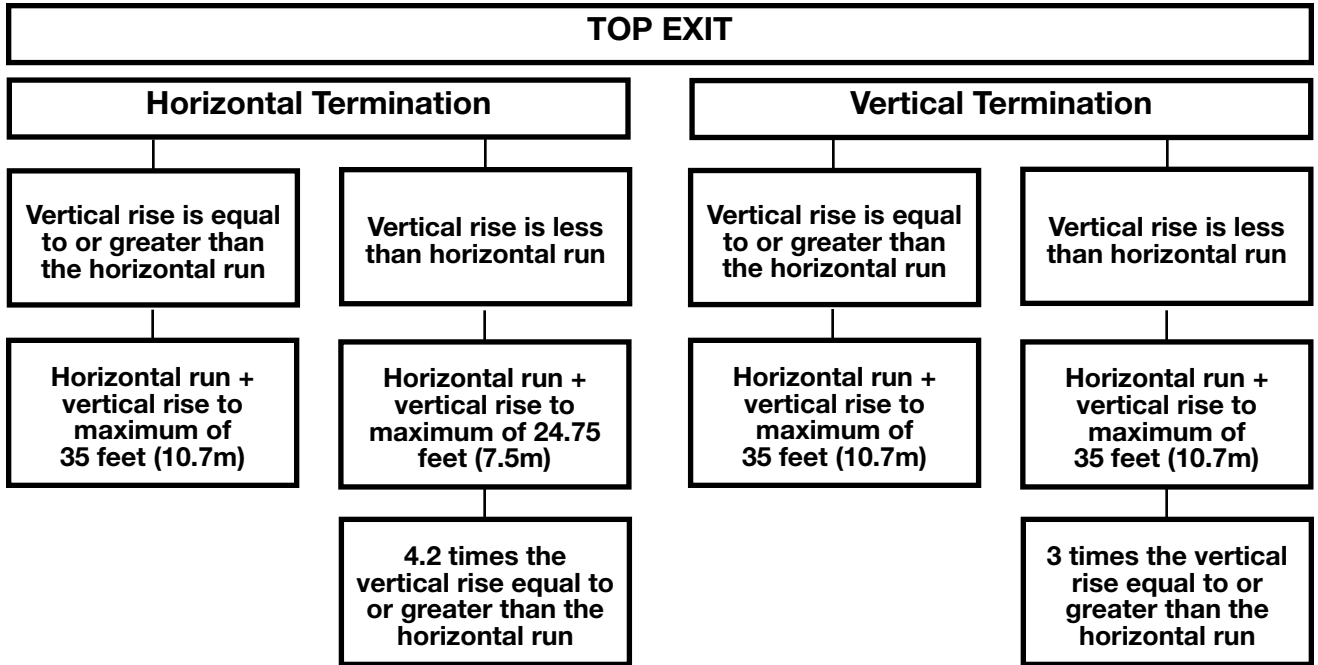 TOP EXIT
Horizontal Termination
Vertical Termination
Vertical rise is equal
to or greater than
the horizontal run
Vertical rise is less
than horizontal run
Vertical rise is equal
to or greater than
the horizontal run
Vertical rise is less
than horizontal run
Horizontal run +
vertical rise to
maximum of
35 feet (10.7m)
Horizontal run +
vertical rise to
maximum of 24.75
feet (7.5m)
Horizontal run +
vertical rise to
maximum of
35 feet (10.7m)
Horizontal run +
vertical rise to
maximum of
35 feet (10.7m)
4.2 times the
vertical rise equal to
or greater than the
horizontal run
3 times the vertical
rise equal to or
greater than the
horizontal run